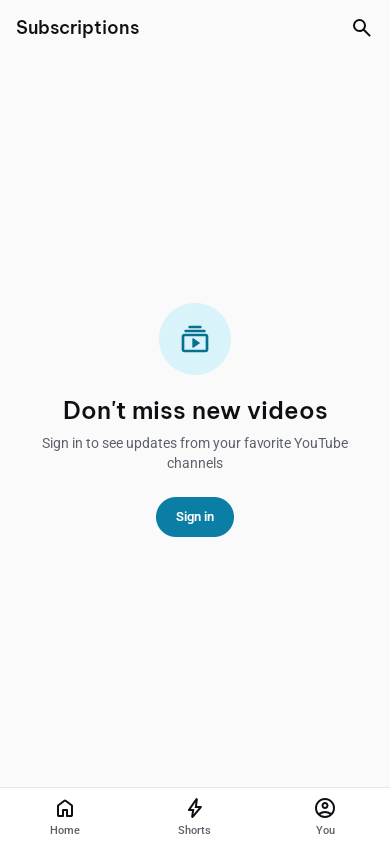 Subscriptions
Don't miss new videos
Sign in to see updates from your favorite YouTube
channels
Sign in
Home
Shorts
You